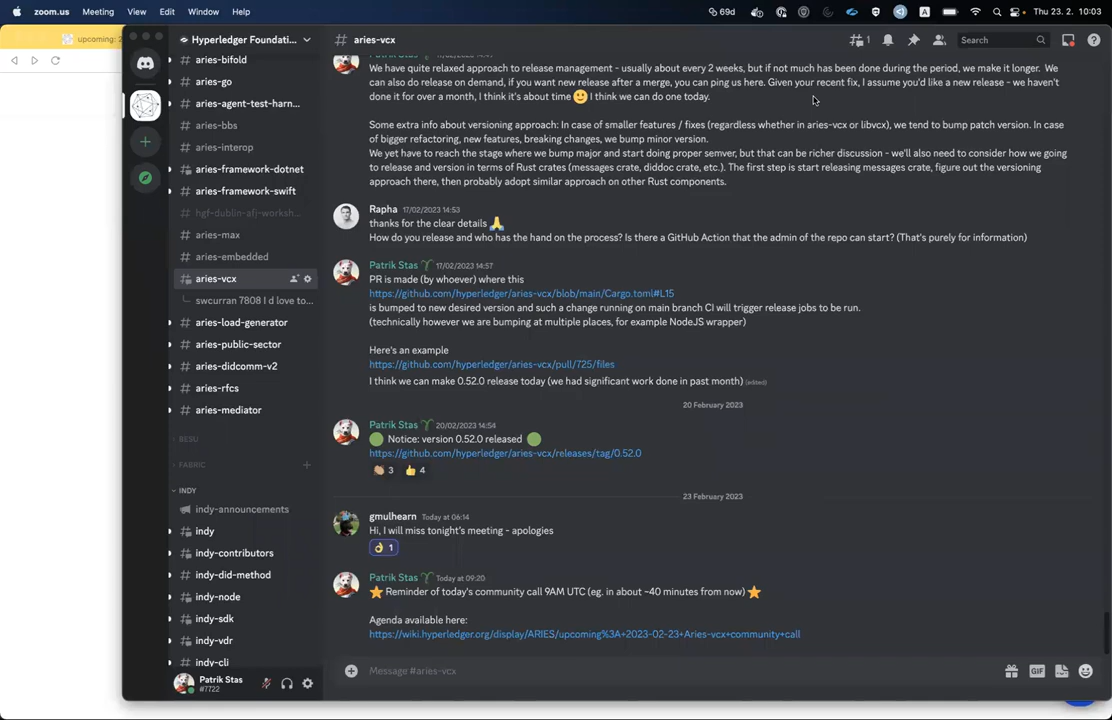 zoom.us Meeting View Edit Window Help 69d A Thu 23. 2. 10:03
upcoming: 2
Hyperledger Foundati...
# aries-bifold
# aries-go
# aries-agent-test-harn...
# aries-bbs
# aries-interop
aries-framework-dotnet
# aries-framework-swift
# hgf-dublin-afj-worksh...
# aries-max
# aries-embedded
aries-vcx
swcurran 7808 I d love to...
# aries-load-generator
# aries-public-sector
# aries-didcomm-v2
# aries-rfcs
# aries-mediator
BESU
FABRIC +
INDY
indy-announcements
indy
indy-contributors
# indy-did-method
indy-node
# indy-sdk
# indy-vdr
# indy-cli
Patrik Stas
#7722
# aries-vcx
1
Search
We have quite relaxed approach to release management - usually about every 2 weeks, but if not much has been done during the period, we make it longer. We
can also do release on demand, if you want new release after a merge, you can ping us here. Given your recent fix, I assume you'd like a new release - we haven't
done it for over a month, I think it's about time 🙂 I think we can do one today.
Some extra info about versioning approach: In case of smaller features / fixes (regardless whether in aries-vcx or libvcx), we tend to bump patch version. In case
of bigger refactoring, new features, breaking changes, we bump minor version.
We yet have to reach the stage where we bump major and start doing proper semver, but that can be richer discussion - we'll also need to consider how we going
to release and version in terms of Rust crates (messages crate, diddoc crate, etc.). The first step is start releasing messages crate, figure out the versioning
approach there, then probably adopt similar approach on other Rust components.
Rapha 17/02/2023 14:53
thanks for the clear details 🙏
How do you release and who has the hand on the process? Is there a GitHub Action that the admin of the repo can start? (That's purely for information)
Patrik Stas 17/02/2023 14:57
PR is made (by whoever) where this
https://github.com/hyperledger/aries-vcx/blob/main/Cargo.toml#L15
is bumped to new desired version and such a change running on main branch CI will trigger release jobs to be run.
(technically however we are bumping at multiple places, for example NodeJS wrapper)
Here's an example
https://github.com/hyperledger/aries-vcx/pull/725/files
I think we can make 0.52.0 release today (we had significant work done in past month) (edited)
20 February 2023
Patrik Stas 20/02/2023 14:54
🟢 Notice: version 0.52.0 released 🟢
https://github.com/hyperledger/aries-vcx/releases/tag/0.52.0
👏 3 👍 4
23 February 2023
gmulhearn Today at 06:14
Hi, I will miss tonight's meeting - apologies
👌 1
Patrik Stas Today at 09:20
⭐ Reminder of today's community call 9AM UTC (eg. in about ~40 minutes from now) ⭐
Agenda available here:
https://wiki.hyperledger.org/display/ARIES/upcoming%3A+2023-02-23+Aries-vcx+community+call
Message #aries-vcx
GIF